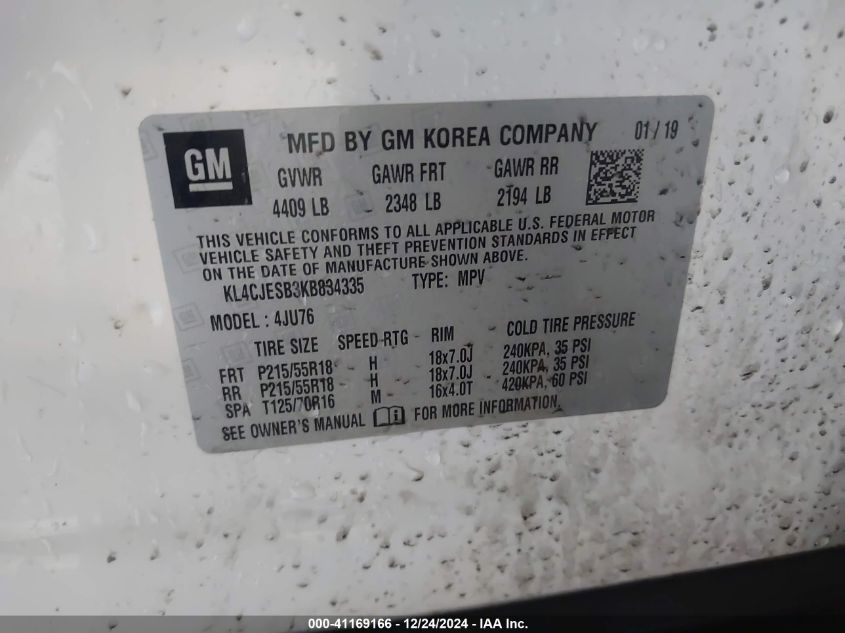 GM
MFD BY GM KOREA COMPANY 01/19
GVWR GAWR FRT GAWR RR
4409 LB 2348 LB 2194 LB
THIS VEHICLE CONFORMS TO ALL APPLICABLE U.S. FEDERAL MOTOR
VEHICLE SAFETY AND THEFT PREVENTION STANDARDS IN EFFECT
ON THE DATE OF MANUFACTURE SHOWN ABOVE.
KL4CJESB3KB834335 TYPE: MPV
MODEL : 4JU76
TIRE SIZE SPEED-RTG RIM COLD TIRE PRESSURE
FRT P215/55R18 H 18x7.0J 240KPA, 35 PSI
RR P215/55R18 H 18x7.0J 240KPA, 35 PSI
SPA T125/70R16 M 16x4.0T 420KPA, 60 PSI
SEE OWNER'S MANUAL FOR MORE INFORMATION.
000-41169166 - 12/24/2024 - IAA Inc.